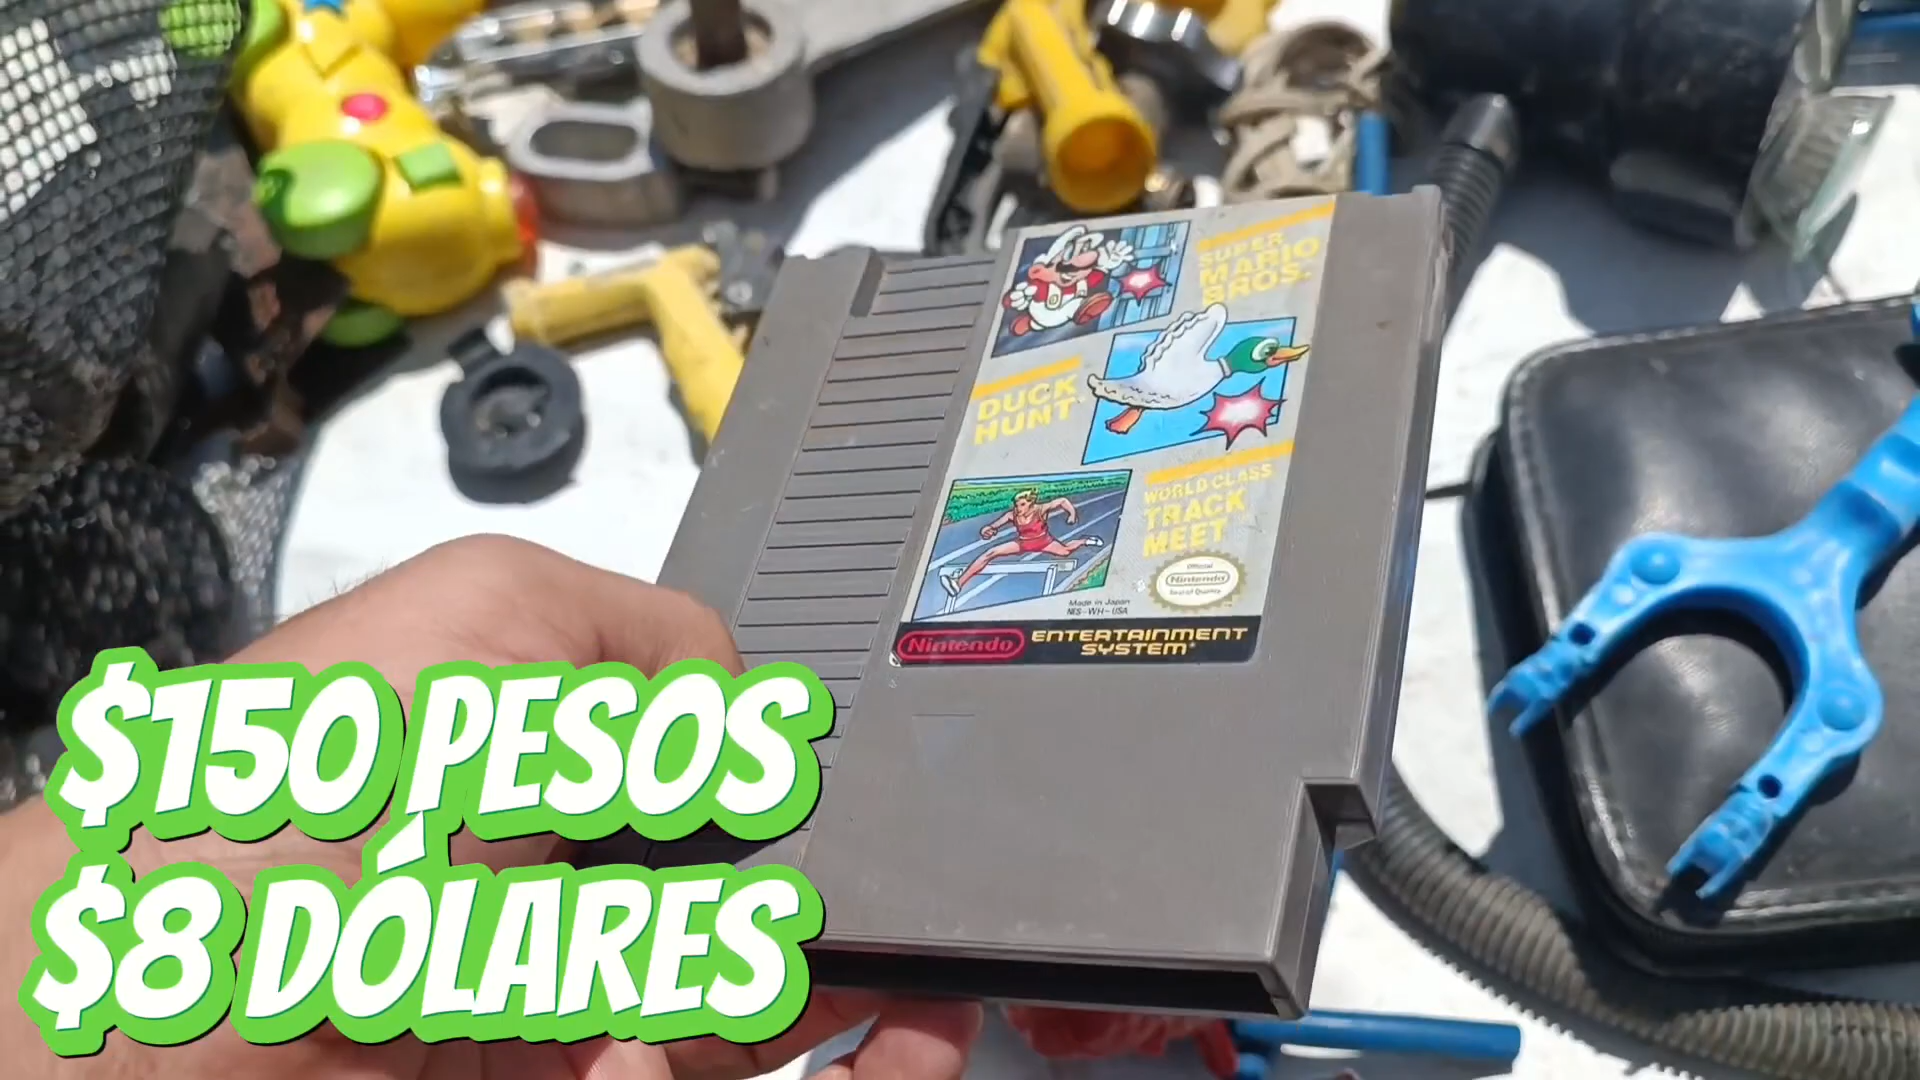 SUPER
MARIO
BROS.
DUCK
HUNT
WORLD CLASS
TRACK
MEET
Official
Nintendo
Seal of Quality
Made in Japan
NES-WH-USA
Nintendo ENTERTAINMENT
SYSTEM
$150 PESOS
$8 DÓLARES